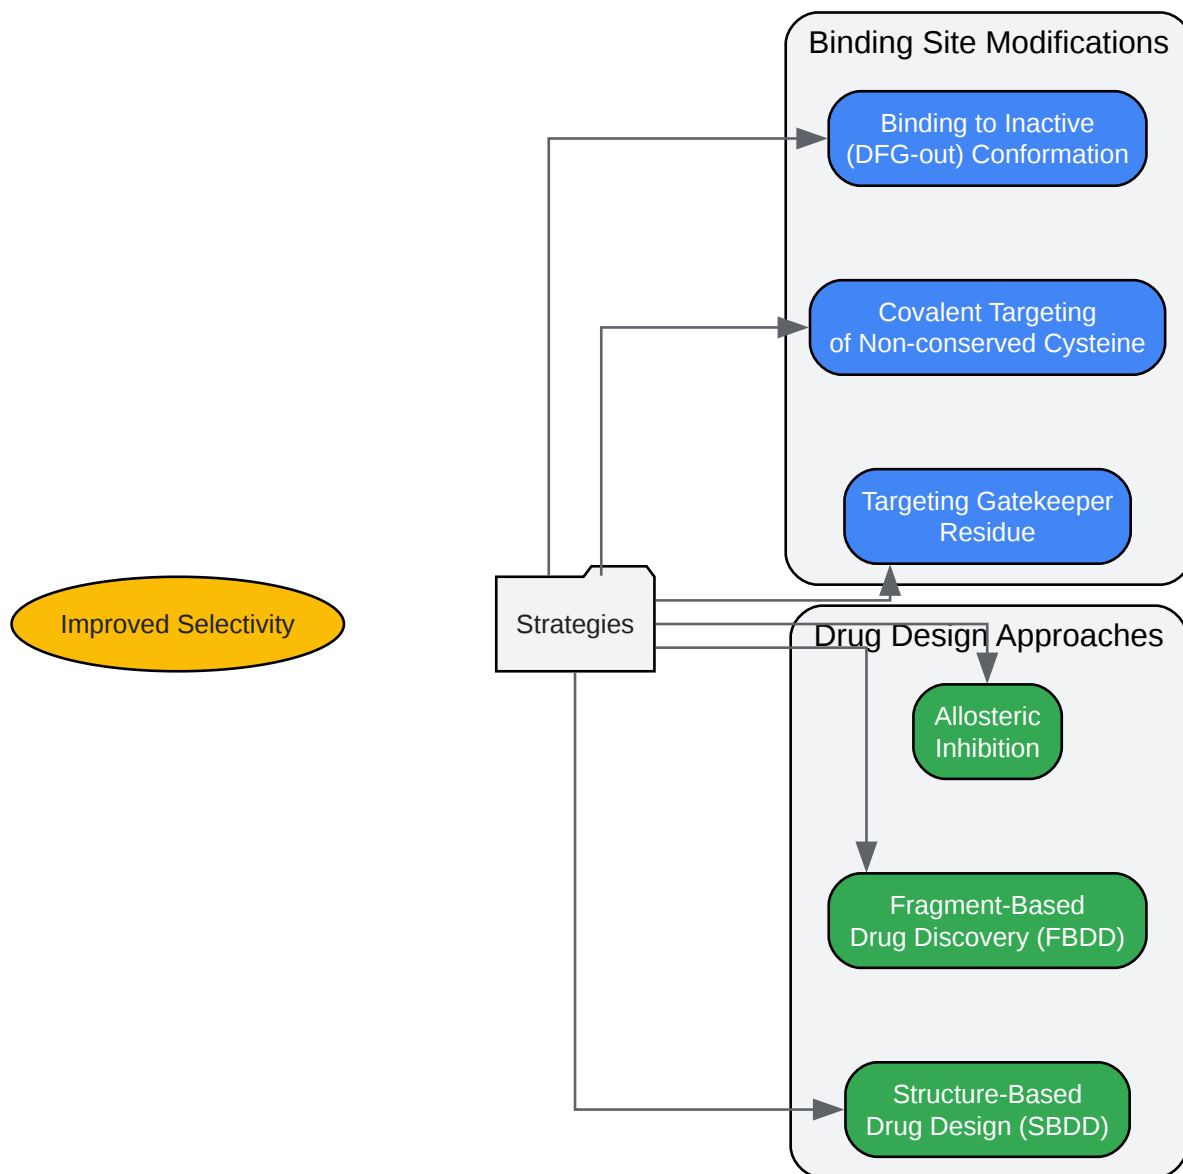 Binding Site Modifications
Binding to Inactive
(DFG-out) Conformation
Covalent Targeting
of Non-conserved Cysteine
Targeting Gatekeeper
Residue
Improved Selectivity
Strategies
Drug Design Approaches
Allosteric
Inhibition
Fragment-Based
Drug Discovery (FBDD)
Structure-Based
Drug Design (SBDD)